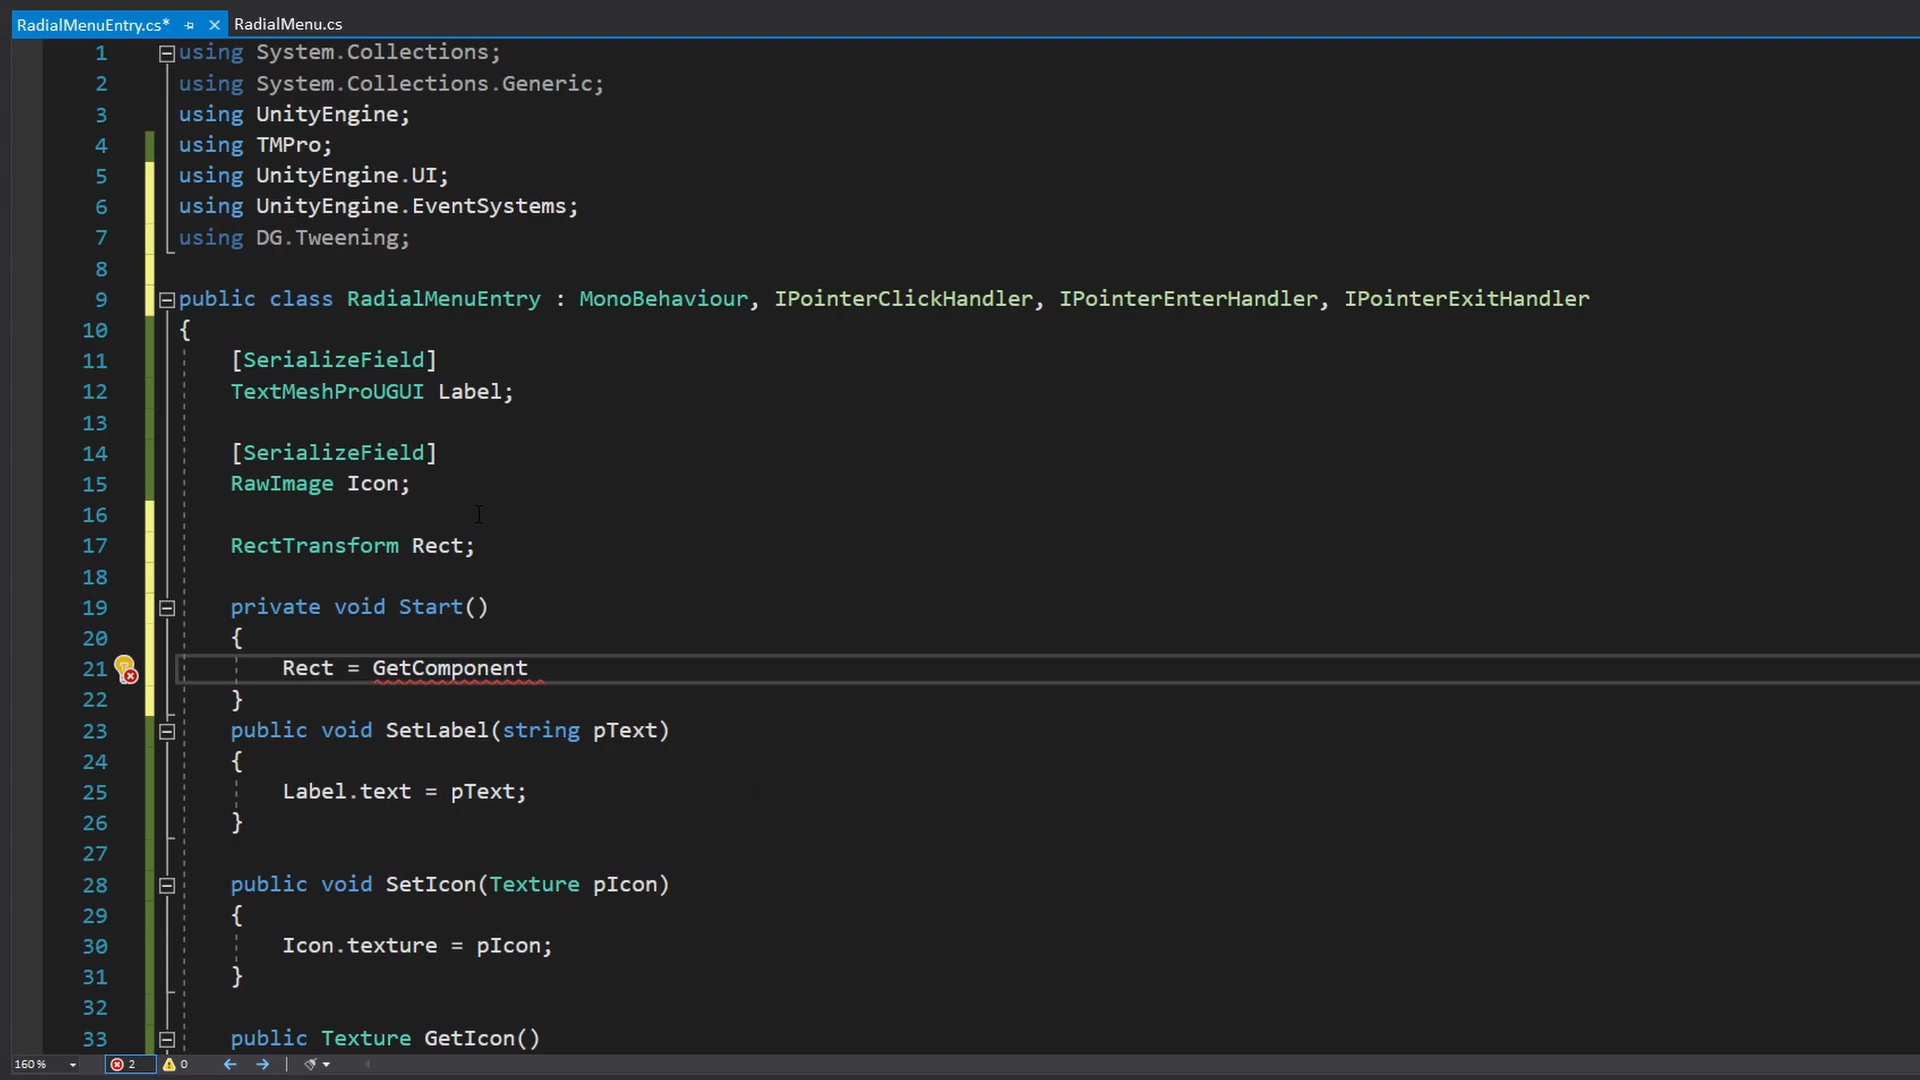 RadialMenuEntry.cs* RadialMenu.cs
1 using System.Collections;
2 using System.Collections.Generic;
3 using UnityEngine;
4 using TMPro;
5 using UnityEngine.UI;
6 using UnityEngine.EventSystems;
7 using DG.Tweening;
8
9 public class RadialMenuEntry : MonoBehaviour, IPointerClickHandler, IPointerEnterHandler, IPointerExitHandler
10 {
11 [SerializeField]
12 TextMeshProUGUI Label;
13
14 [SerializeField]
15 RawImage Icon;
16
17 RectTransform Rect;
18
19 private void Start()
20 {
21 Rect = GetComponent
22 }
23 public void SetLabel(string pText)
24 {
25 Label.text = pText;
26 }
27
28 public void SetIcon(Texture pIcon)
29 {
30 Icon.texture = pIcon;
31 }
32
33 public Texture GetIcon()
160 % 2 0